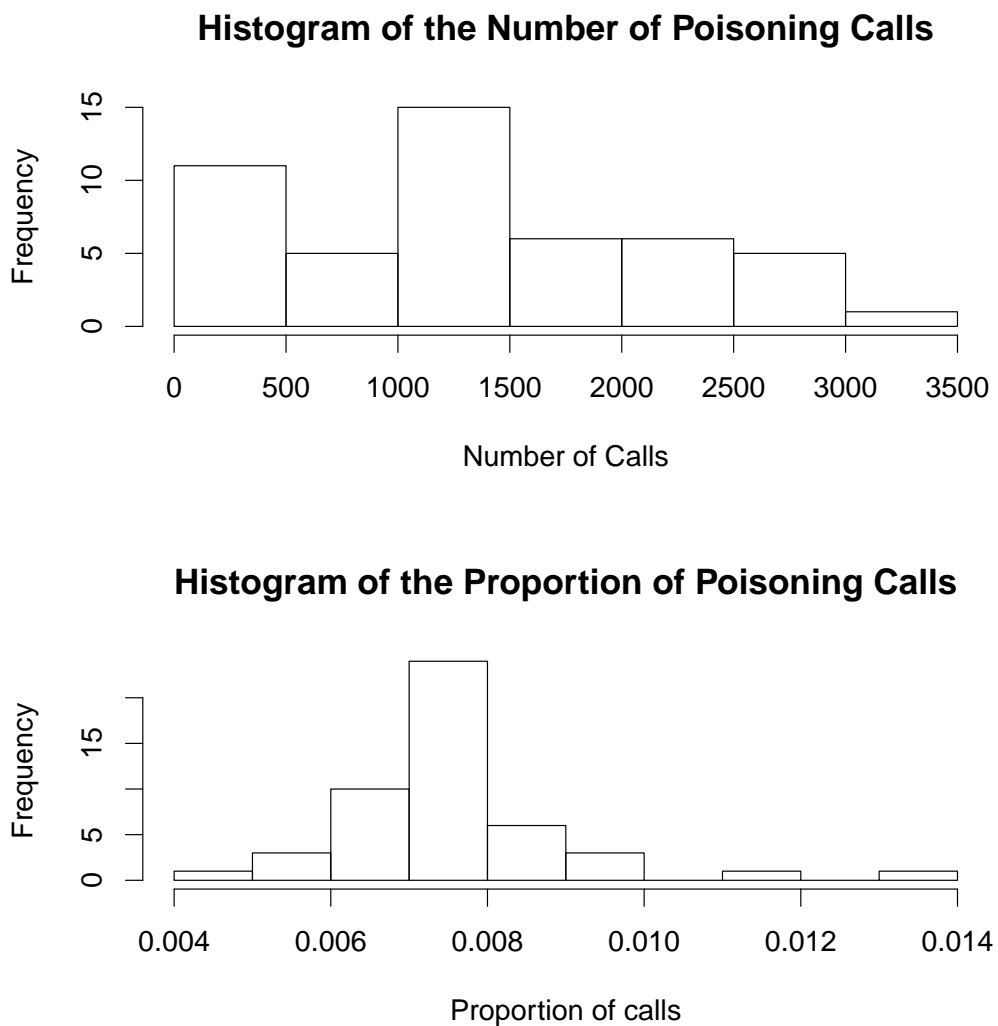 Histogram of the Number of Poisoning Calls
Frequency
15
10
5
0
0 500 1000 1500 2000 2500 3000 3500
Number of Calls
Histogram of the Proportion of Poisoning Calls
Frequency
15
5
0
0.004 0.006 0.008 0.010 0.012 0.014
Proportion of calls